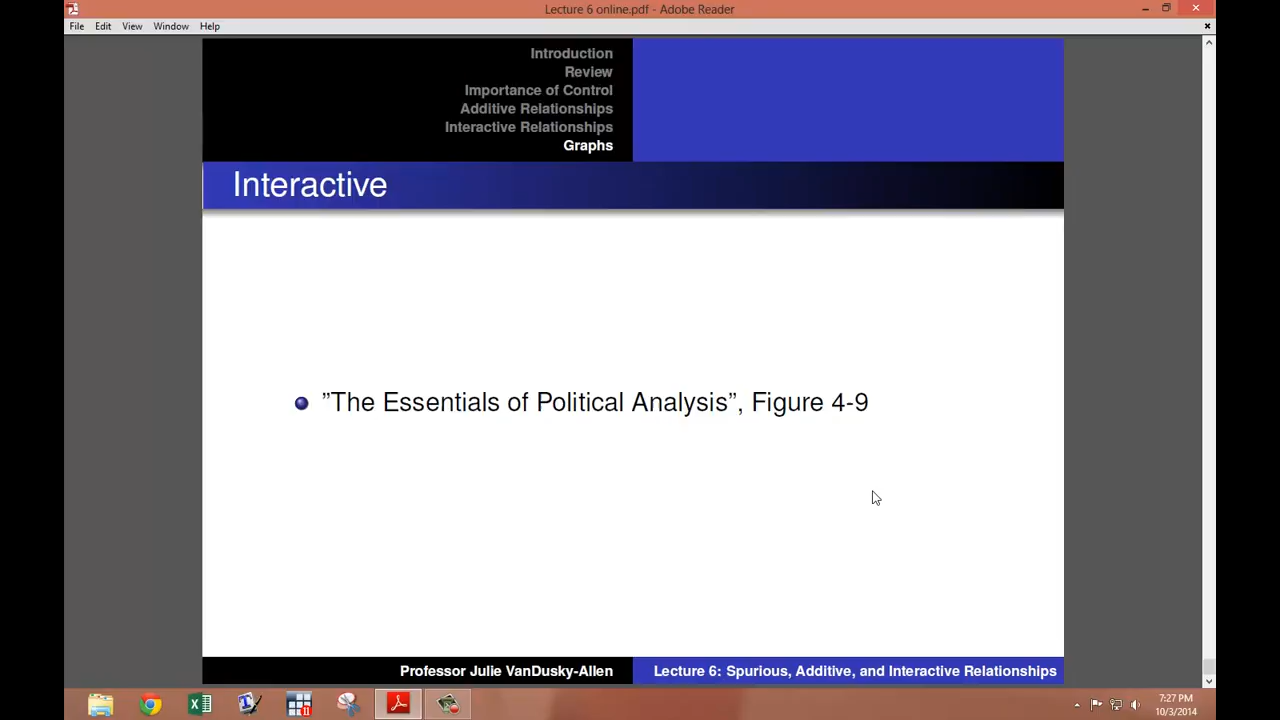 Lecture 6 online.pdf - Adobe Reader
File Edit View Window Help
Introduction
Review
Importance of Control
Additive Relationships
Interactive Relationships
Graphs
Interactive
”The Essentials of Political Analysis”, Figure 4-9
Professor Julie VanDusky-Allen
Lecture 6: Spurious, Additive, and Interactive Relationships
7:27 PM
10/3/2014